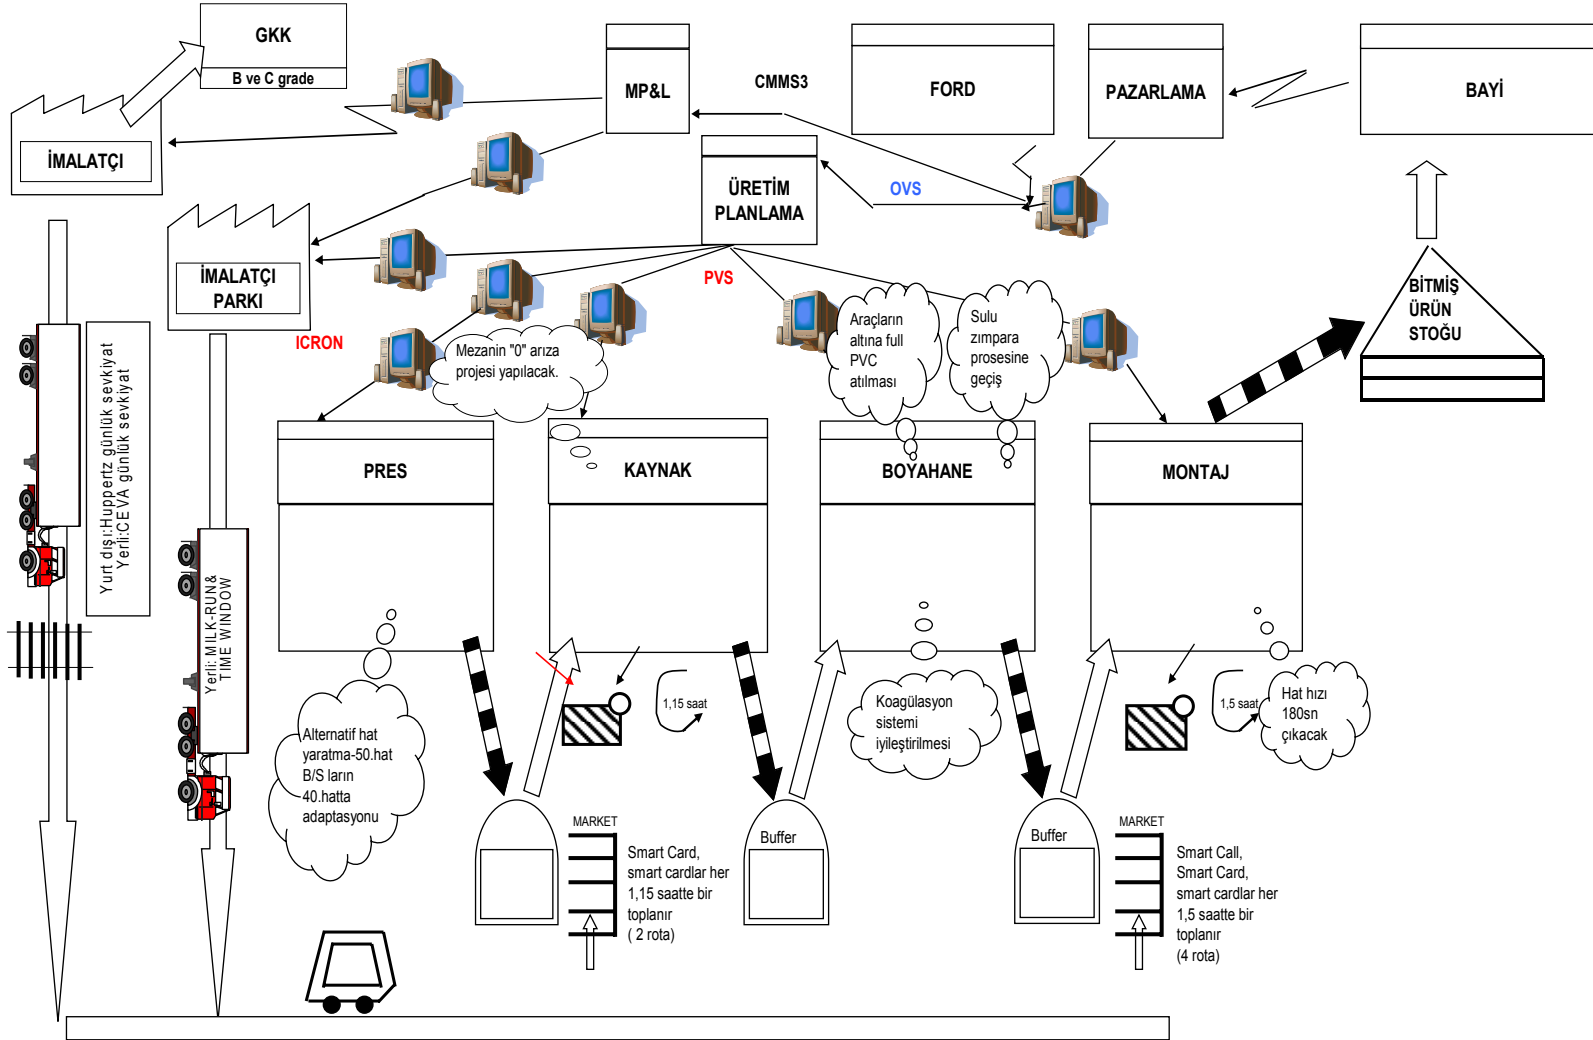 GKK
B ve C grade
İMALATÇI
MP&L
CMMS3
FORD
PAZARLAMA
BAYİ
ÜRETİM
PLANLAMA
OVS
İMALATÇI
PARKI
PVS
ICRON
BİTMİŞ
ÜRÜN
STOĞU
Mezanin "0" arıza
projesi yapılacak.
Araçların
altına full
PVC
atılması
Sulu
zımpara
prosesine
geçiş
PRES
KAYNAK
BOYAHANE
MONTAJ
Yurt dışı:Huppertz günlük sevkiyat
Yerli:CEVA günlük sevkiyat
Yerli: MILK-RUN&
TIME WINDOW
Alternatif hat
yaratma-50.hat
B/S ların
40.hatta
adaptasyonu
1,15 saat
Koagülasyon
sistemi
iyileştirilmesi
1,5 saat
Hat hızı
180sn
çıkacak
MARKET
Smart Card,
smart cardlar her
1,15 saatte bir
toplanır
( 2 rota)
Buffer
Buffer
MARKET
Smart Call,
Smart Card,
smart cardlar her
1,5 saatte bir
toplanır
(4 rota)